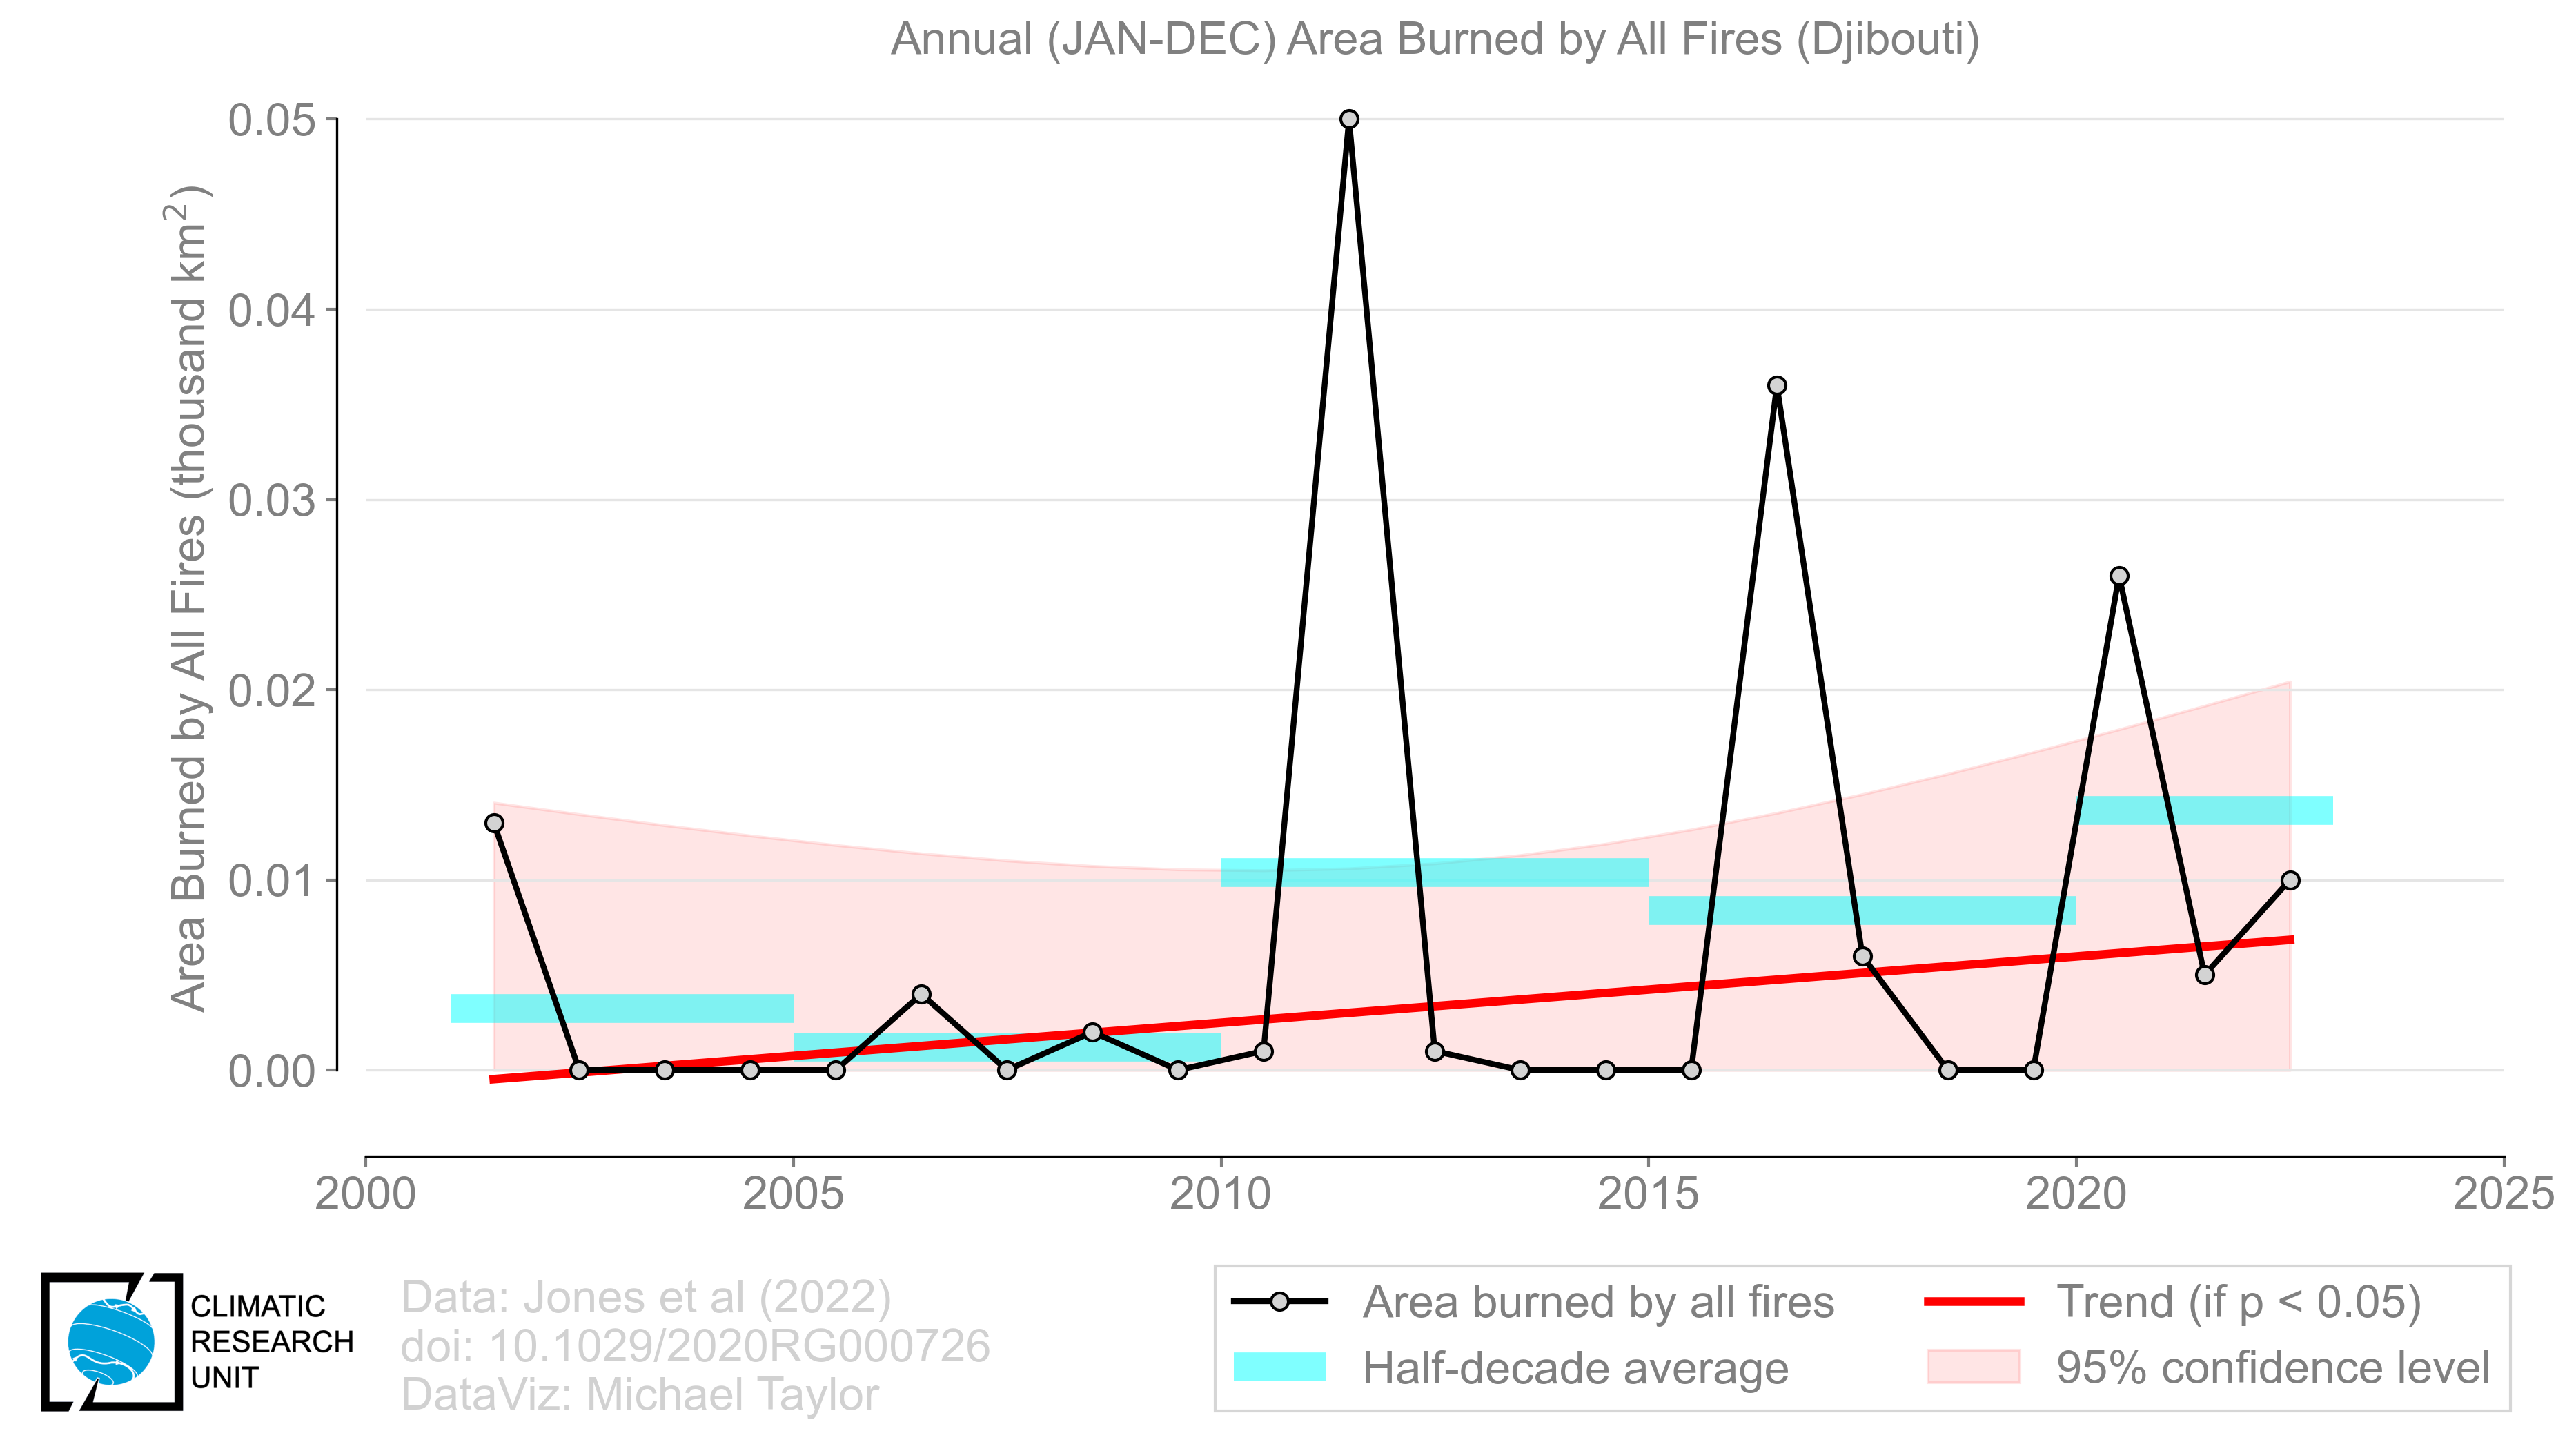 Annual (JAN-DEC) Area Burned by All Fires (Djibouti)
Area Burned by All Fires (thousand km²)
0.05
0.04
0.03
0.02
0.01
0.00
2000 2005 2010 2015 2020 2025
CLIMATIC
RESEARCH
UNIT
Data: Jones et al (2022)
doi: 10.1029/2020RG000726
DataViz: Michael Taylor
Area burned by all fires
Half-decade average
Trend (if p < 0.05)
95% confidence level